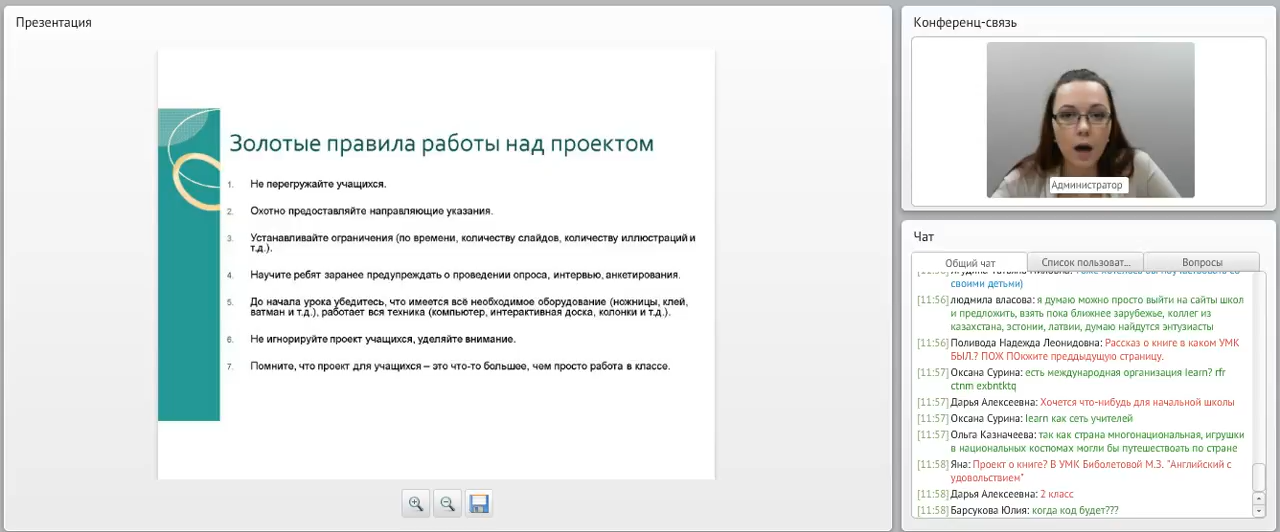 Презентация
Золотые правила работы над проектом
1. Не перегружайте учащихся.
2. Охотно предоставляйте направляющие указания.
3. Устанавливайте ограничения (по времени, количеству слайдов, количеству иллюстраций и
т.д.).
4. Научите ребят заранее предупреждать о проведении опроса, интервью, анкетирования.
5. До начала урока убедитесь, что имеется всё необходимое оборудование (ножницы, клей,
ватман и т.д.), работает вся техника (компьютер, интерактивная доска, колонки и т.д.).
6. Не игнорируйте проект учащихся, уделяйте внимание.
7. Помните, что проект для учащихся – это что-то большее, чем просто работа в классе.
Конференц-связь
Администратор
Чат
Общий чат
Список пользоват...
Вопросы
своими детьми)
[11:56] людмила власова: я думаю можно просто выйти на сайты школ
и предложить, взять пока ближнее зарубежье, коллег из
казахстана, эстонии, латвии, думаю найдутся энтузиасты
[11:56] Поливода Надежда Леонидовна: Рассказ о книге в каком УМК
БЫЛ.? ПОЖ ПОкжите преддыдущую страницу.
[11:57] Оксана Сурина: есть международная организация learn? rfr
ctnm exbntktq
[11:57] Дарья Алексеевна: Хочется что-нибудь для начальной школы
[11:57] Оксана Сурина: learn как сеть учителей
[11:57] Ольга Казначеева: так как страна многонациональная, игрушки
в национальных костюмах могли бы путешествоать по стране
[11:58] Яна: Проект о книге? В УМК Биболетовой М.З. "Английский с
удовольствием"
[11:58] Дарья Алексеевна: 2 класс
[11:58] Барсукова Юлия: когда код будет???